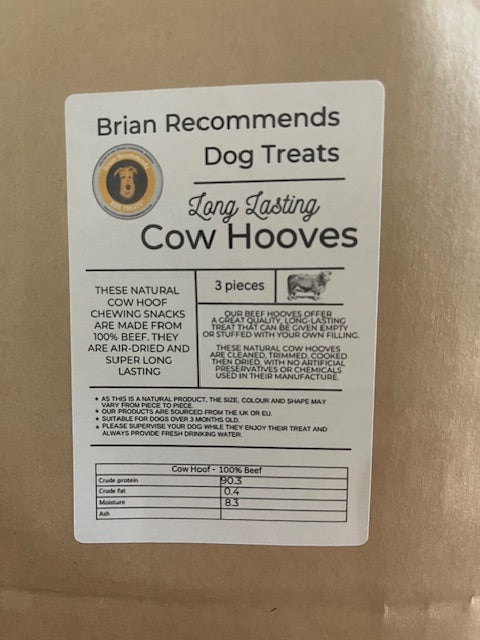 Brian Recommends
Dog Treats
Brian Recommends
DOG TREATS
Long Lasting
Cow Hooves
THESE NATURAL
COW HOOF
CHEWING SNACKS
ARE MADE FROM
100% BEEF. THEY
ARE AIR-DRIED AND
SUPER LONG
LASTING
3 pieces
OUR BEEF HOOVES OFFER
A GREAT QUALITY, LONG-LASTING
TREAT THAT CAN BE GIVEN EMPTY
OR STUFFED WITH YOUR OWN FILLING.
THESE NATURAL COW HOOVES
ARE CLEANED, TRIMMED, COOKED
THEN DRIED, WITH NO ARTIFICIAL
PRESERVATIVES OR CHEMICALS
USED IN THEIR MANUFACTURE.
• AS THIS IS A NATURAL PRODUCT, THE SIZE, COLOUR AND SHAPE MAY
VARY FROM PIECE TO PIECE.
• OUR PRODUCTS ARE SOURCED FROM THE UK OR EU.
• SUITABLE FOR DOGS OVER 3 MONTHS OLD.
• PLEASE SUPERVISE YOUR DOG WHILE THEY ENJOY THEIR TREAT AND
ALWAYS PROVIDE FRESH DRINKING WATER.
Cow Hoof - 100% Beef
Crude protein 90.3
Crude fat 0.4
Moisture 8.3
Ash